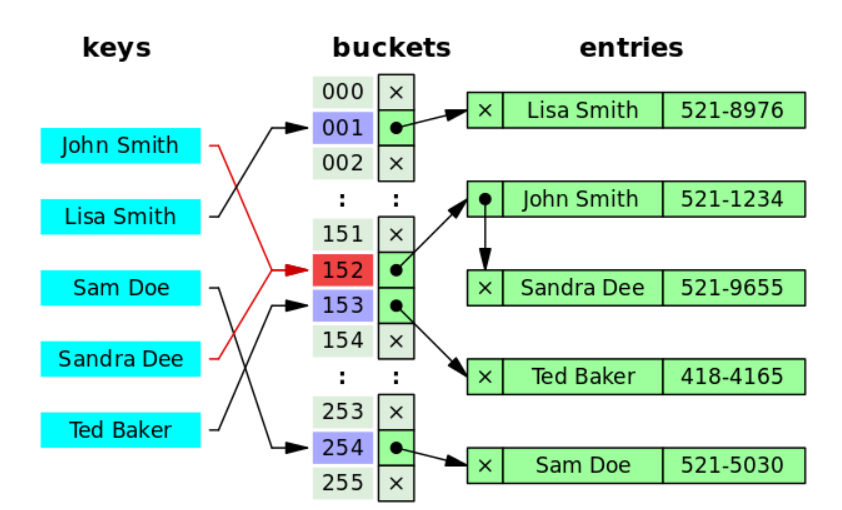 keys
buckets
entries
John Smith
Lisa Smith
Sam Doe
Sandra Dee
Ted Baker
000 ×
001
002 ×
: :
151 ×
152
153
154 ×
: :
253 ×
254
255 ×
× Lisa Smith 521-8976
John Smith 521-1234
× Sandra Dee 521-9655
× Ted Baker 418-4165
× Sam Doe 521-5030